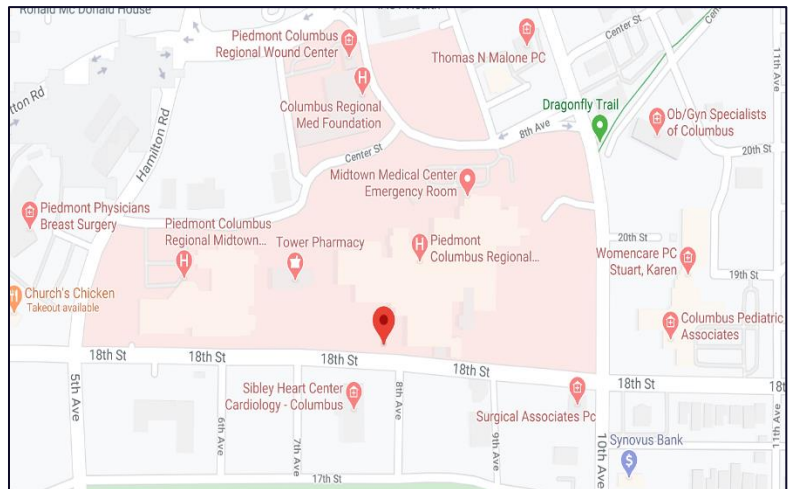 Ronald Mc Donald House
Piedmont Columbus
Regional Wound Center
Thomas N Malone PC
Center St
11th Ave
Hamilton Rd
Columbus Regional
Med Foundation
Dragonfly Trail
Ob/Gyn Specialists
of Columbus
8th Ave
Center St
20th St
Midtown Medical Center
Emergency Room
Piedmont Physicians
Breast Surgery
Piedmont Columbus
Regional Midtown...
Tower Pharmacy
Piedmont
Columbus Regional...
20th St
Womencare PC
Stuart, Karen
19th St
Church's Chicken
Takeout available
Columbus Pediatric
Associates
18th St
18th St
18th St
18th St
18th St
5th Ave
6th Ave
7th Ave
8th Ave
9th Ave
10th Ave
11th Ave
Sibley Heart Center
Cardiology - Columbus
Surgical Associates Pc
Synovus Bank
17th St